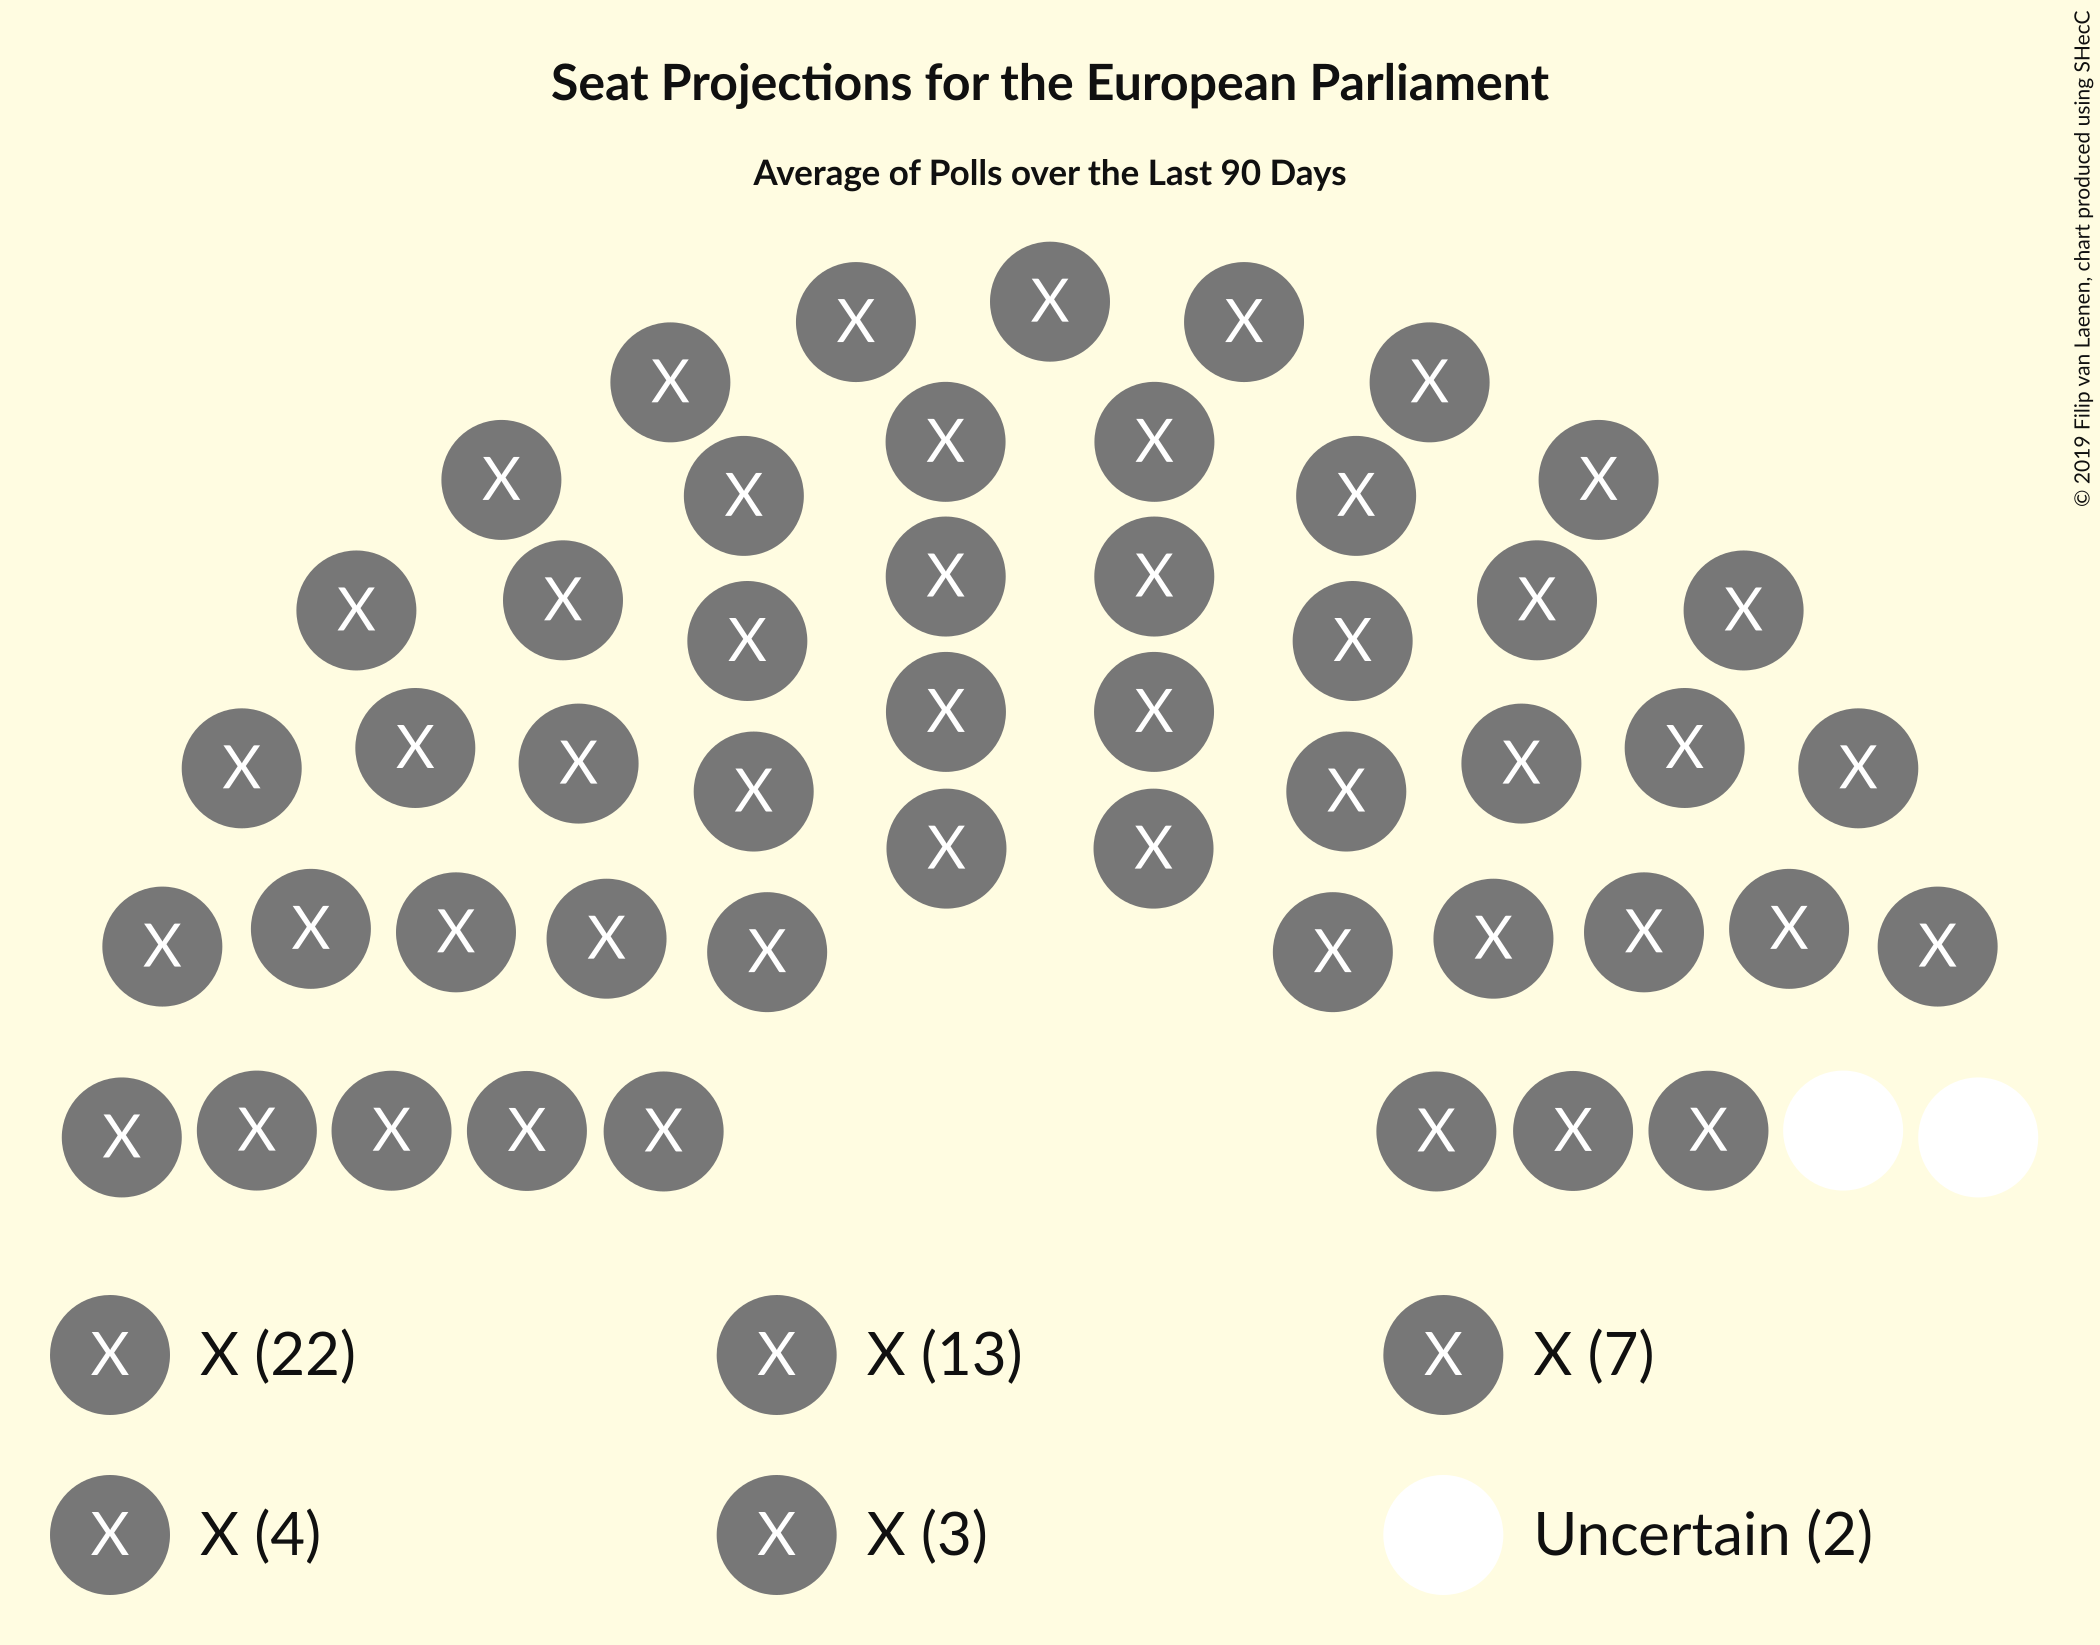 © 2019 Filip van Laenen, chart produced using SHecC
Seat Projections for the European Parliament
Average of Polls over the Last 90 Days
X X X
X X
X X X X X X
X X X X X X X X
X X X X X X X X X X
X X
X X X X X X X X X X
X X X X X X X X
X X (22) X X (13) X X (7)
X X (4) X X (3) Uncertain (2)